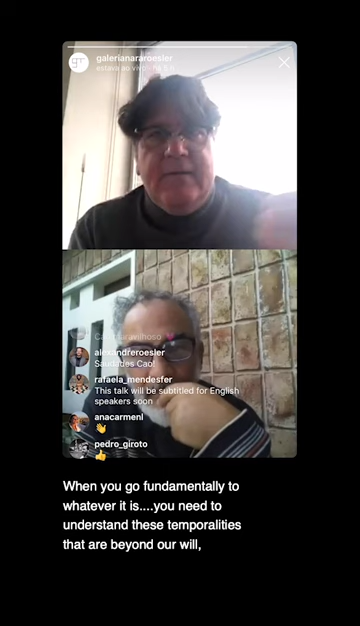 galerianararoesler
estava ao vivo · há 5 h
alexandreroesler
Saudades Cao!
rafaela_mendesfer
This talk will be subtitled for English
speakers soon
anacarmenl
pedro_giroto
When you go fundamentally to
whatever it is....you need to
understand these temporalities
that are beyond our will,